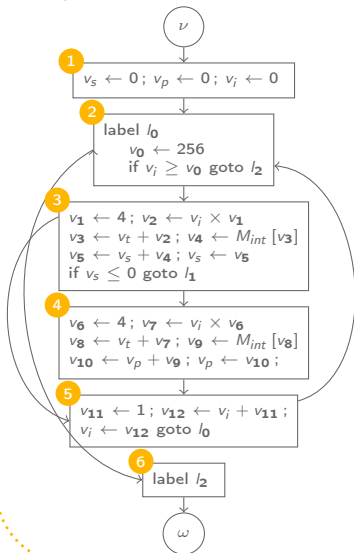 ν
1
v_s ← 0 ; v_p ← 0 ; v_i ← 0
2
label l_0
v_0 ← 256
if v_i ≥ v_0 goto l_2
3
v_1 ← 4 ; v_2 ← v_i × v_1
v_3 ← v_t + v_2 ; v_4 ← M_int [v_3]
v_5 ← v_s + v_4 ; v_s ← v_5
if v_s ≤ 0 goto l_1
4
v_6 ← 4 ; v_7 ← v_i × v_6
v_8 ← v_t + v_7 ; v_9 ← M_int [v_8]
v_10 ← v_p + v_9 ; v_p ← v_10 ;
5
v_11 ← 1 ; v_12 ← v_i + v_11 ;
v_i ← v_12 goto l_0
6
label l_2
ω